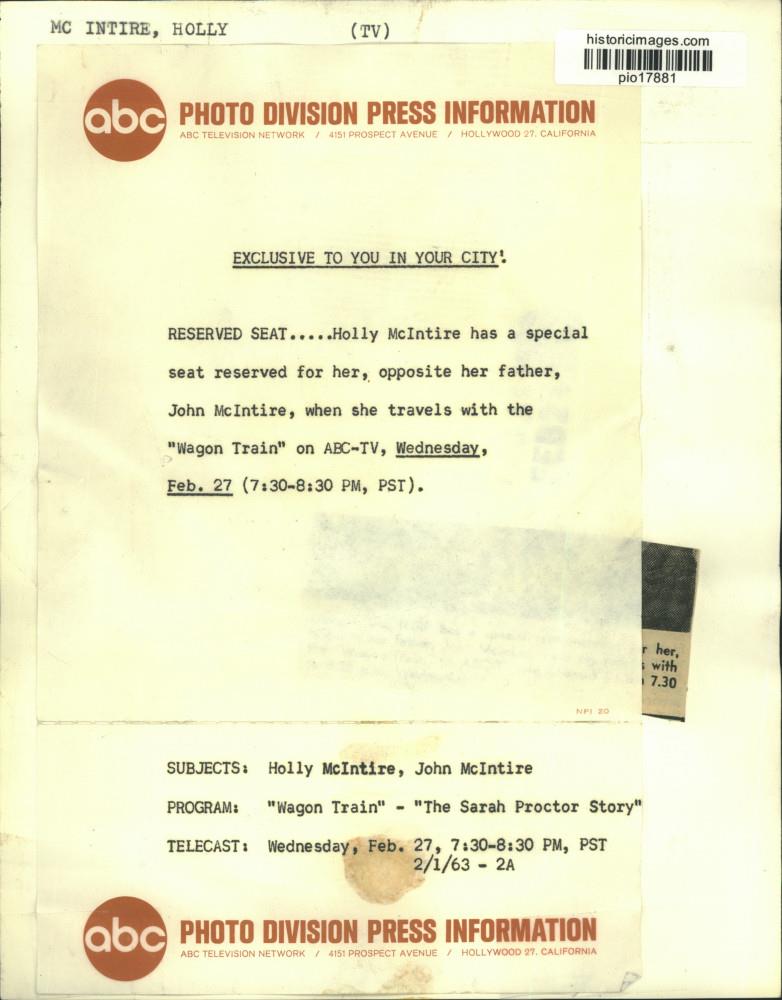 MC INTIRE, HOLLY (TV)
historicimages.com
pio17881
abc PHOTO DIVISION PRESS INFORMATION
ABC TELEVISION NETWORK / 4151 PROSPECT AVENUE / HOLLYWOOD 27, CALIFORNIA
EXCLUSIVE TO YOU IN YOUR CITY!
RESERVED SEAT.....Holly McIntire has a special
seat reserved for her, opposite her father,
John McIntire, when she travels with the
"Wagon Train" on ABC-TV, Wednesday,
Feb. 27 (7:30-8:30 PM, PST).
r her,
with
7.30
NPI 20
SUBJECTS: Holly McIntire, John McIntire
PROGRAM: "Wagon Train" - "The Sarah Proctor Story"
TELECAST: Wednesday, Feb. 27, 7:30-8:30 PM, PST
2/1/63 - 2A
abc PHOTO DIVISION PRESS INFORMATION
ABC TELEVISION NETWORK / 4151 PROSPECT AVENUE / HOLLYWOOD 27, CALIFORNIA